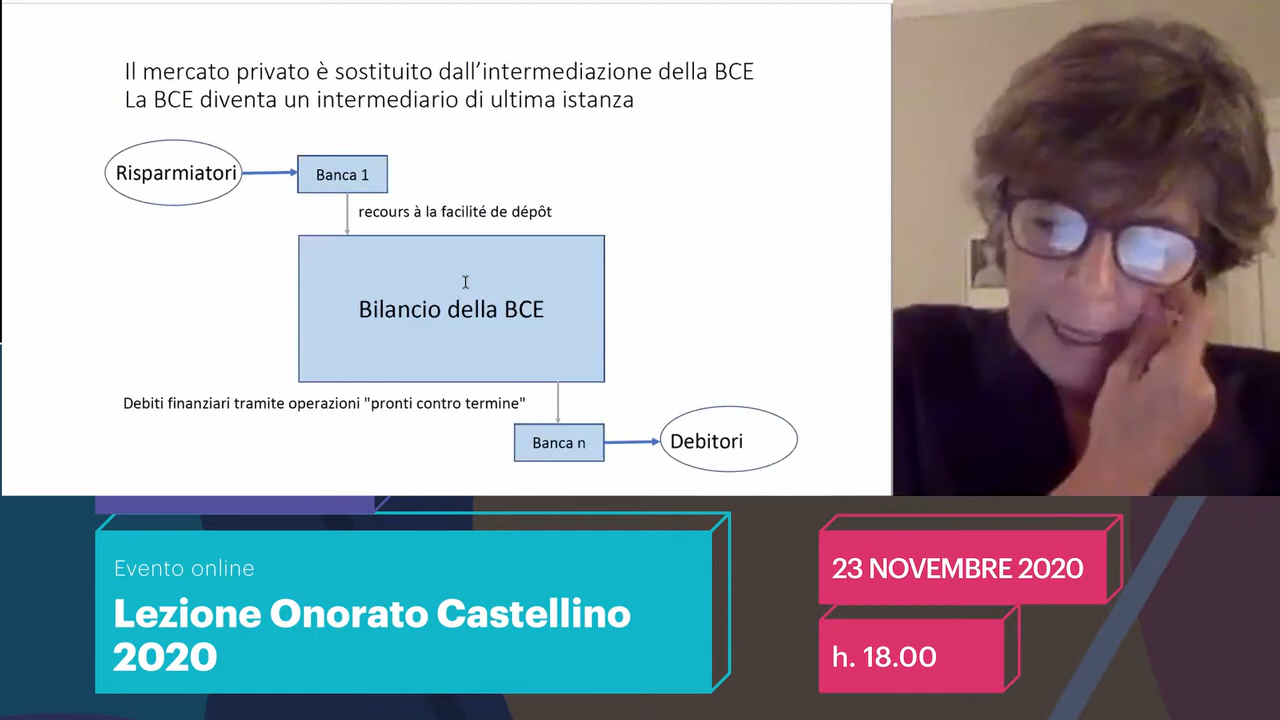 Il mercato privato è sostituito dall'intermediazione della BCE
La BCE diventa un intermediario di ultima istanza
Risparmiatori
Banca 1
recours à la facilité de dépôt
Bilancio della BCE
Debiti finanziari tramite operazioni "pronti contro termine"
Banca n
Debitori
Evento online
Lezione Onorato Castellino
2020
23 NOVEMBRE 2020
h. 18.00